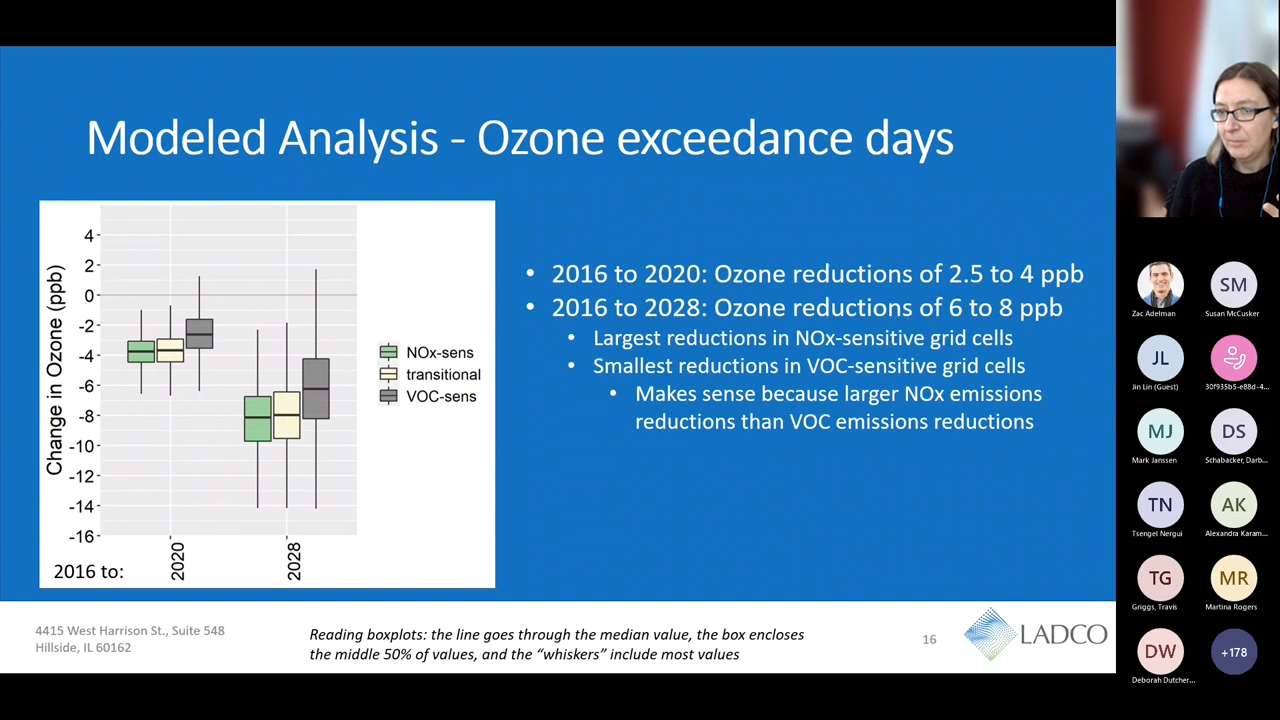 Modeled Analysis - Ozone exceedance days
Change in Ozone (ppb)
4
2
0
-2
-4
-6
-8
-10
-12
-14
-16
2016 to:
2020
2028
NOx-sens
transitional
VOC-sens
• 2016 to 2020: Ozone reductions of 2.5 to 4 ppb
• 2016 to 2028: Ozone reductions of 6 to 8 ppb
• Largest reductions in NOx-sensitive grid cells
• Smallest reductions in VOC-sensitive grid cells
• Makes sense because larger NOx emissions
reductions than VOC emissions reductions
4415 West Harrison St., Suite 548
Hillside, IL 60162
Reading boxplots: the line goes through the median value, the box encloses
the middle 50% of values, and the “whiskers” include most values
16
LADCO
Zac Adelman
SM
Susan McCusker
JL
Jin Lin (Guest)
30f935b5-e88d-4...
MJ
Mark Janssen
DS
Schabacker, Darb...
TN
Tsengel Nergui
AK
Alexandra Karam...
TG
Griggs, Travis
MR
Martina Rogers
DW
Deborah Dutcher...
+178